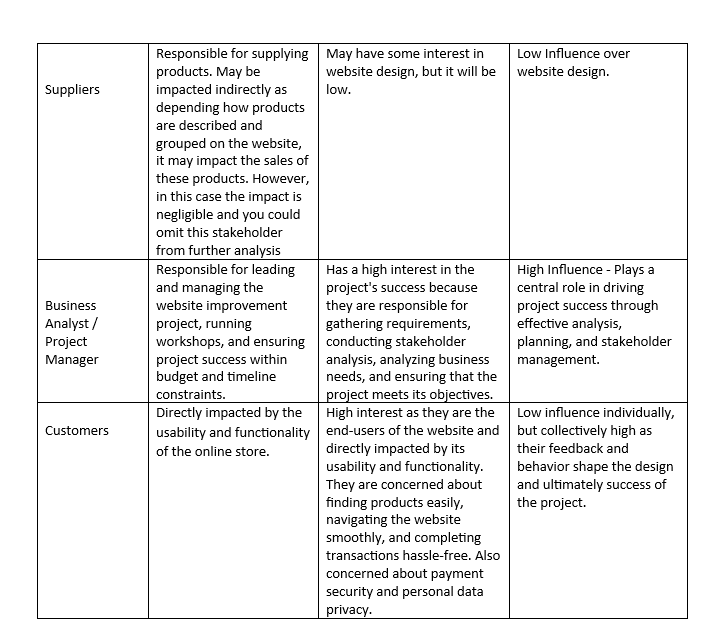 Suppliers
Responsible for supplying
products. May be
impacted indirectly as
depending how products
are described and
grouped on the website,
it may impact the sales of
these products. However,
in this case the impact is
negligible and you could
omit this stakeholder
from further analysis
May have some interest in
website design, but it will be
low.
Low Influence over
website design.
Business
Analyst /
Project
Manager
Responsible for leading
and managing the
website improvement
project, running
workshops, and ensuring
project success within
budget and timeline
constraints.
Has a high interest in the
project's success because
they are responsible for
gathering requirements,
conducting stakeholder
analysis, analyzing business
needs, and ensuring that the
project meets its objectives.
High Influence - Plays a
central role in driving
project success through
effective analysis,
planning, and stakeholder
management.
Customers
Directly impacted by the
usability and functionality
of the online store.
High interest as they are the
end-users of the website and
directly impacted by its
usability and functionality.
They are concerned about
finding products easily,
navigating the website
smoothly, and completing
transactions hassle-free. Also
concerned about payment
security and personal data
privacy.
Low influence individually,
but collectively high as
their feedback and
behavior shape the design
and ultimately success of
the project.